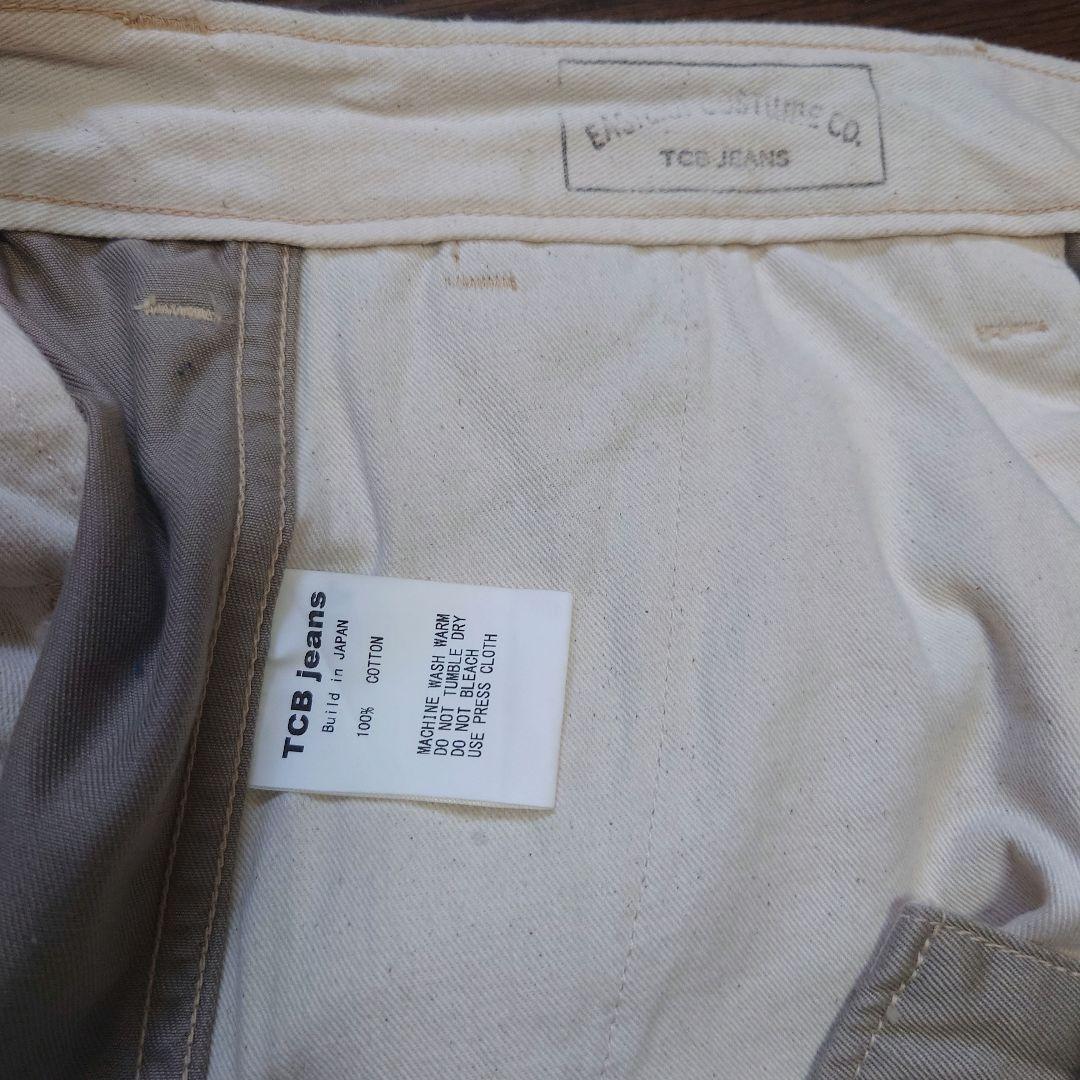 COSTUME CO.
TCB JEANS
TCB jeans
Build in JAPAN
100% COTTON
MACHINE WASH WARM
DO NOT TUMBLE DRY
DO NOT BLEACH
USE PRESS CLOTH